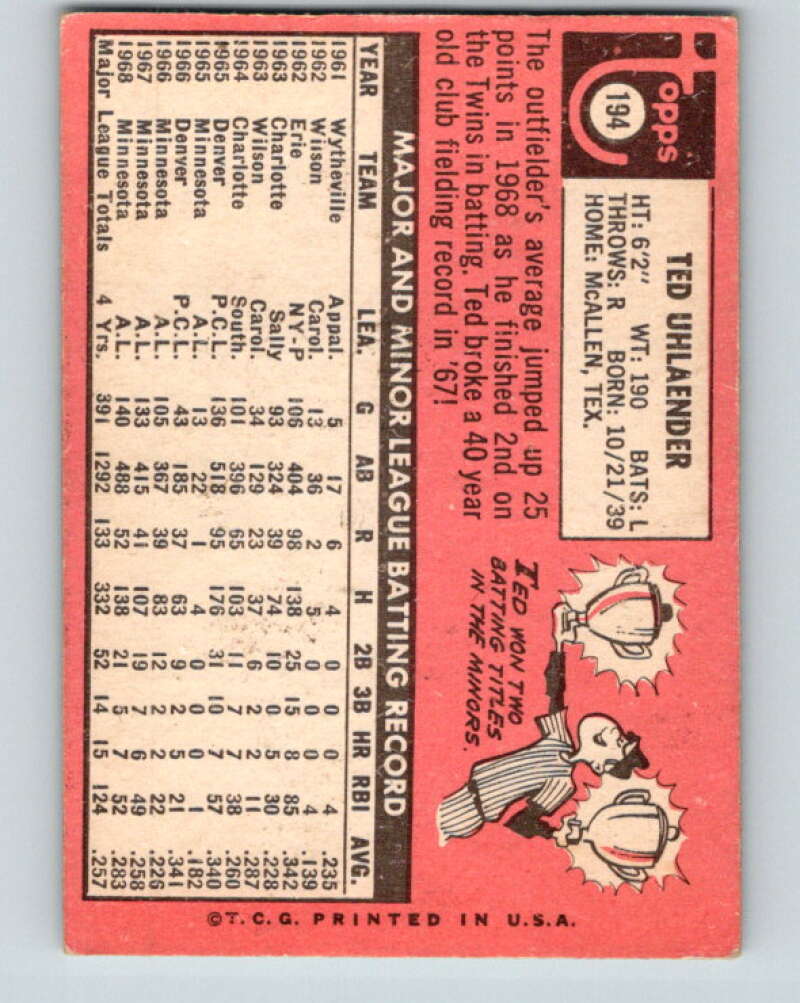 Topps
194
TED UHLAENDER
HT: 6'2" WT: 190 BATS: L
THROWS: R BORN: 10/21/39
HOME: McALLEN, TEX.
The outfielder's average jumped up 25
points in 1968 as he finished 2nd on
the Twins in batting. Ted broke a 40 year
old club fielding record in '67!
TED WON TWO
BATTING TITLES
IN THE MINORS.
MAJOR AND MINOR LEAGUE BATTING RECORD
YEAR TEAM LEA. G AB R H 2B 3B HR RBI AVG.
1961 Wytheville Appal. 5 17 6 4 0 0 0 4 .235
1962 Wilson Carol. 13 36 2 5 0 0 0 4 .139
1962 Erie NY-P 106 404 98 138 25 15 8 85 .342
1963 Charlotte Sally 93 324 39 74 10 0 5 30 .228
1963 Wilson Carol. 34 129 23 37 6 2 2 11 .287
1964 Charlotte South. 101 396 65 103 11 7 7 38 .260
1965 Denver P.C.L. 136 518 95 176 31 10 7 57 .340
1965 Minnesota A.L. 13 22 1 4 0 0 0 1 .182
1966 Denver P.C.L. 43 185 37 63 9 2 5 21 .341
1966 Minnesota A.L. 105 367 39 83 12 2 2 22 .226
1967 Minnesota A.L. 133 415 41 107 19 7 6 49 .258
1968 Minnesota A.L. 140 488 52 138 21 5 7 52 .283
Major League Totals 4 Yrs. 391 1292 133 332 52 14 15 124 .257
©T.C.G. PRINTED IN U.S.A.